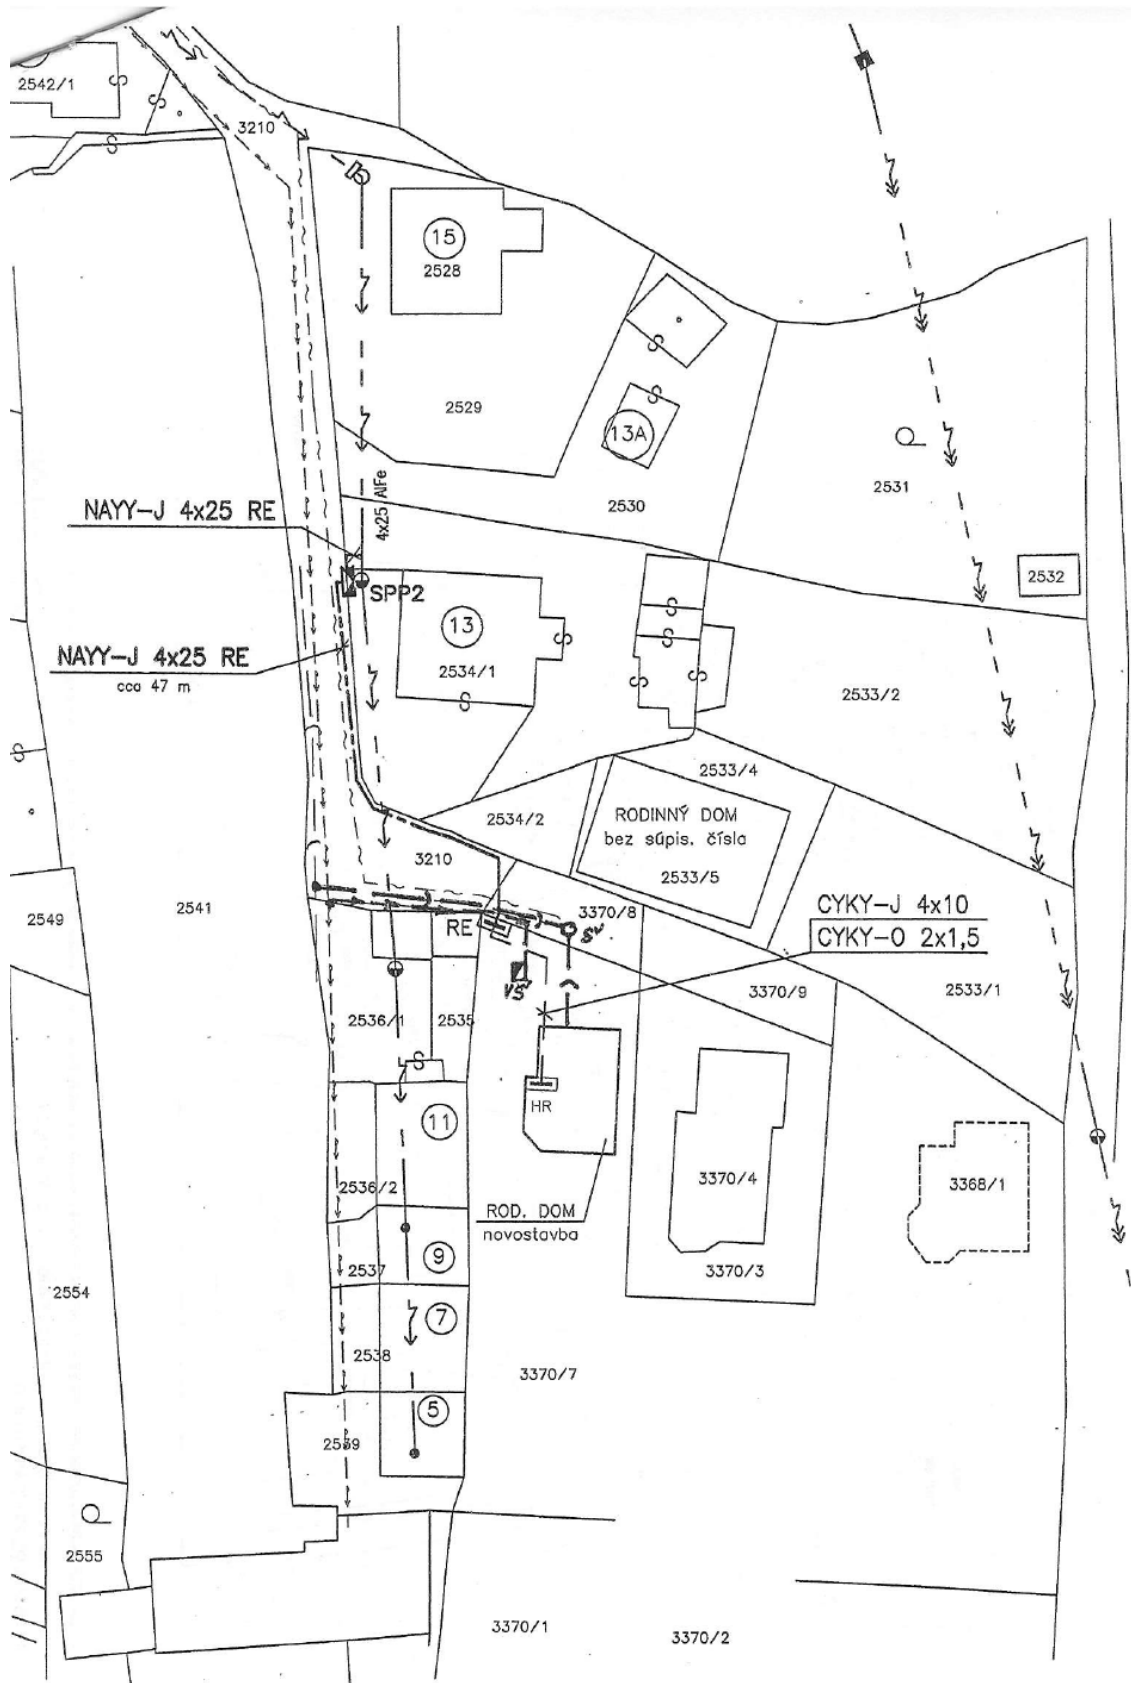 2542/1
S
S
S
3210
15
2528
S
S
13A
2529
2530
2531
4x25 AlFe
NAYY-J 4x25 RE
SPP2
2532
13
S
S
S
S
S
2534/1
S
NAYY-J 4x25 RE
cca 47 m
2533/2
S
2533/4
2534/2
RODINNÝ DOM
bez súpis. čísla
2533/5
3210
2549
2541
3370/8
CYKY-J 4x10
CYKY-O 2x1,5
RE
Š
VŠ
3370/9
2533/1
2536/1
2535
S
HR
11
2536/2
3370/4
3368/1
ROD. DOM
novostavba
9
2537
3370/3
2554
7
2538
3370/7
5
2539
2555
3370/1
3370/2